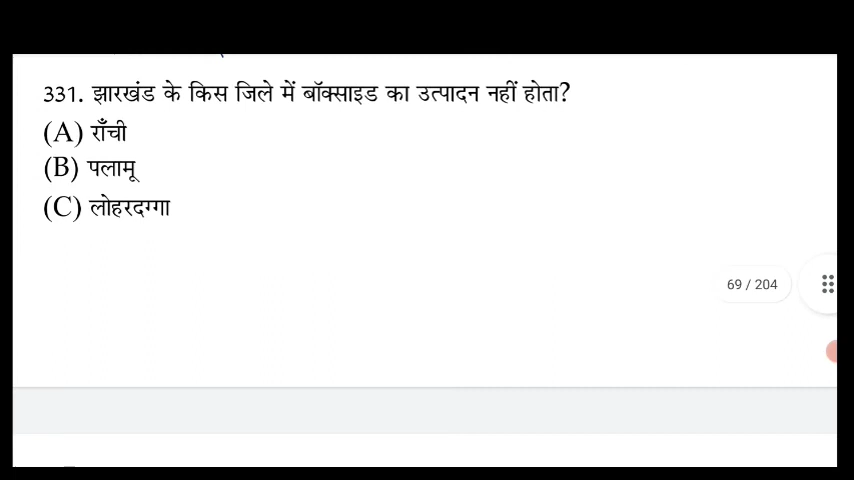 331. झारखंड के किस जिले में बॉक्साइड का उत्पादन नहीं होता?
(A) राँची
(B) पलामू
(C) लोहरदग्गा
69 / 204